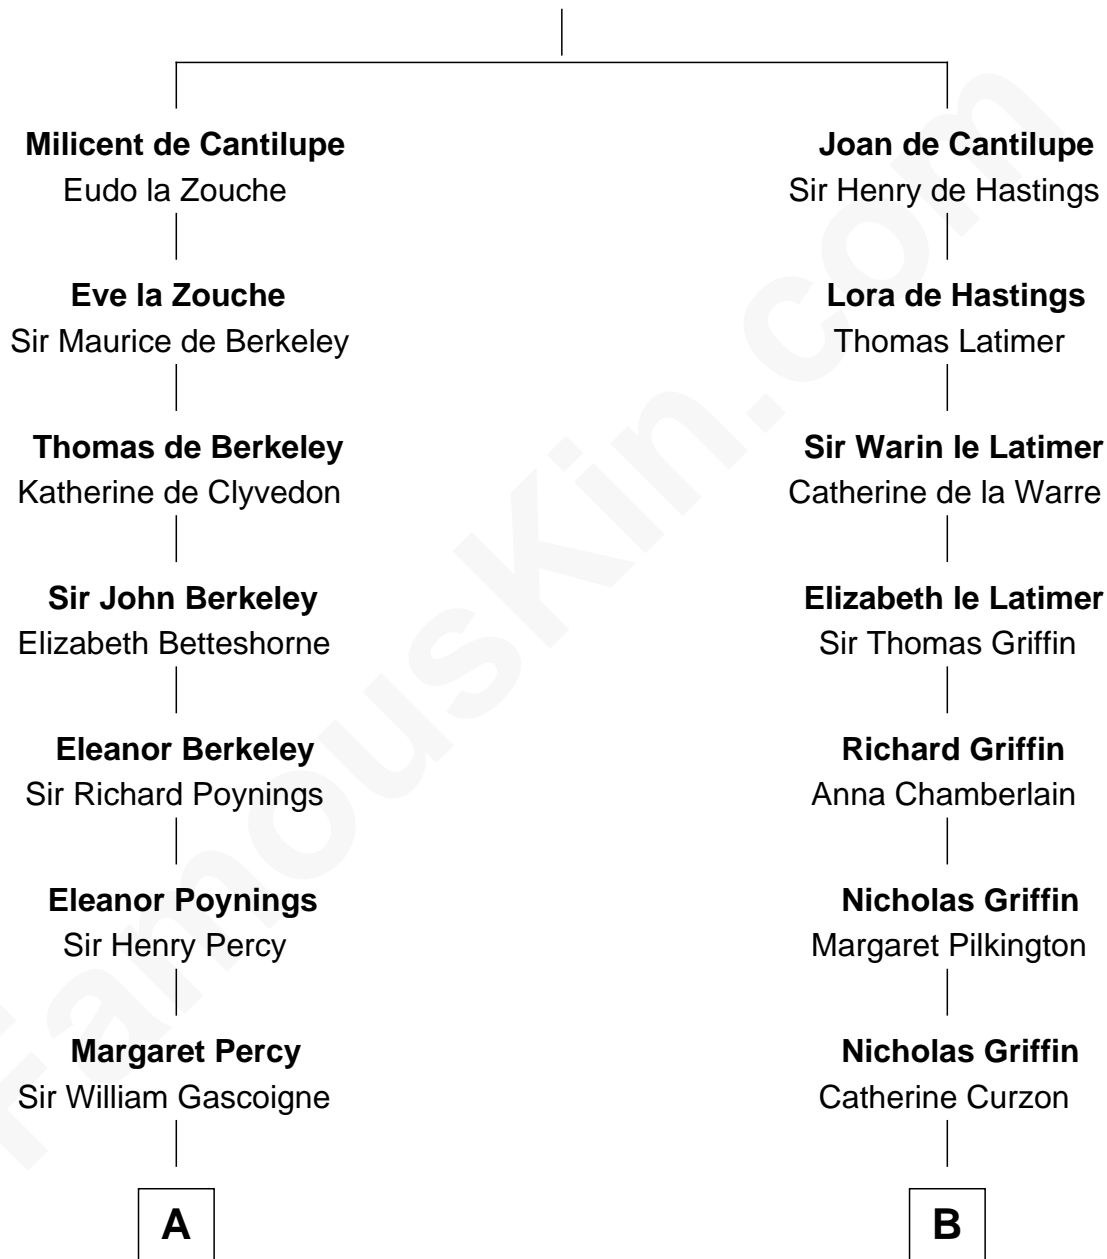 Milicent de Cantilupe
Eudo la Zouche
Eve la Zouche
Sir Maurice de Berkeley
Thomas de Berkeley
Katherine de Clyvedon
Sir John Berkeley
Elizabeth Betteshorne
Eleanor Berkeley
Sir Richard Poynings
Eleanor Poynings
Sir Henry Percy
Margaret Percy
Sir William Gascoigne
A
Joan de Cantilupe
Sir Henry de Hastings
Lora de Hastings
Thomas Latimer
Sir Warin le Latimer
Catherine de la Warre
Elizabeth le Latimer
Sir Thomas Griffin
Richard Griffin
Anna Chamberlain
Nicholas Griffin
Margaret Pilkington
Nicholas Griffin
Catherine Curzon
B
FamousKin.com